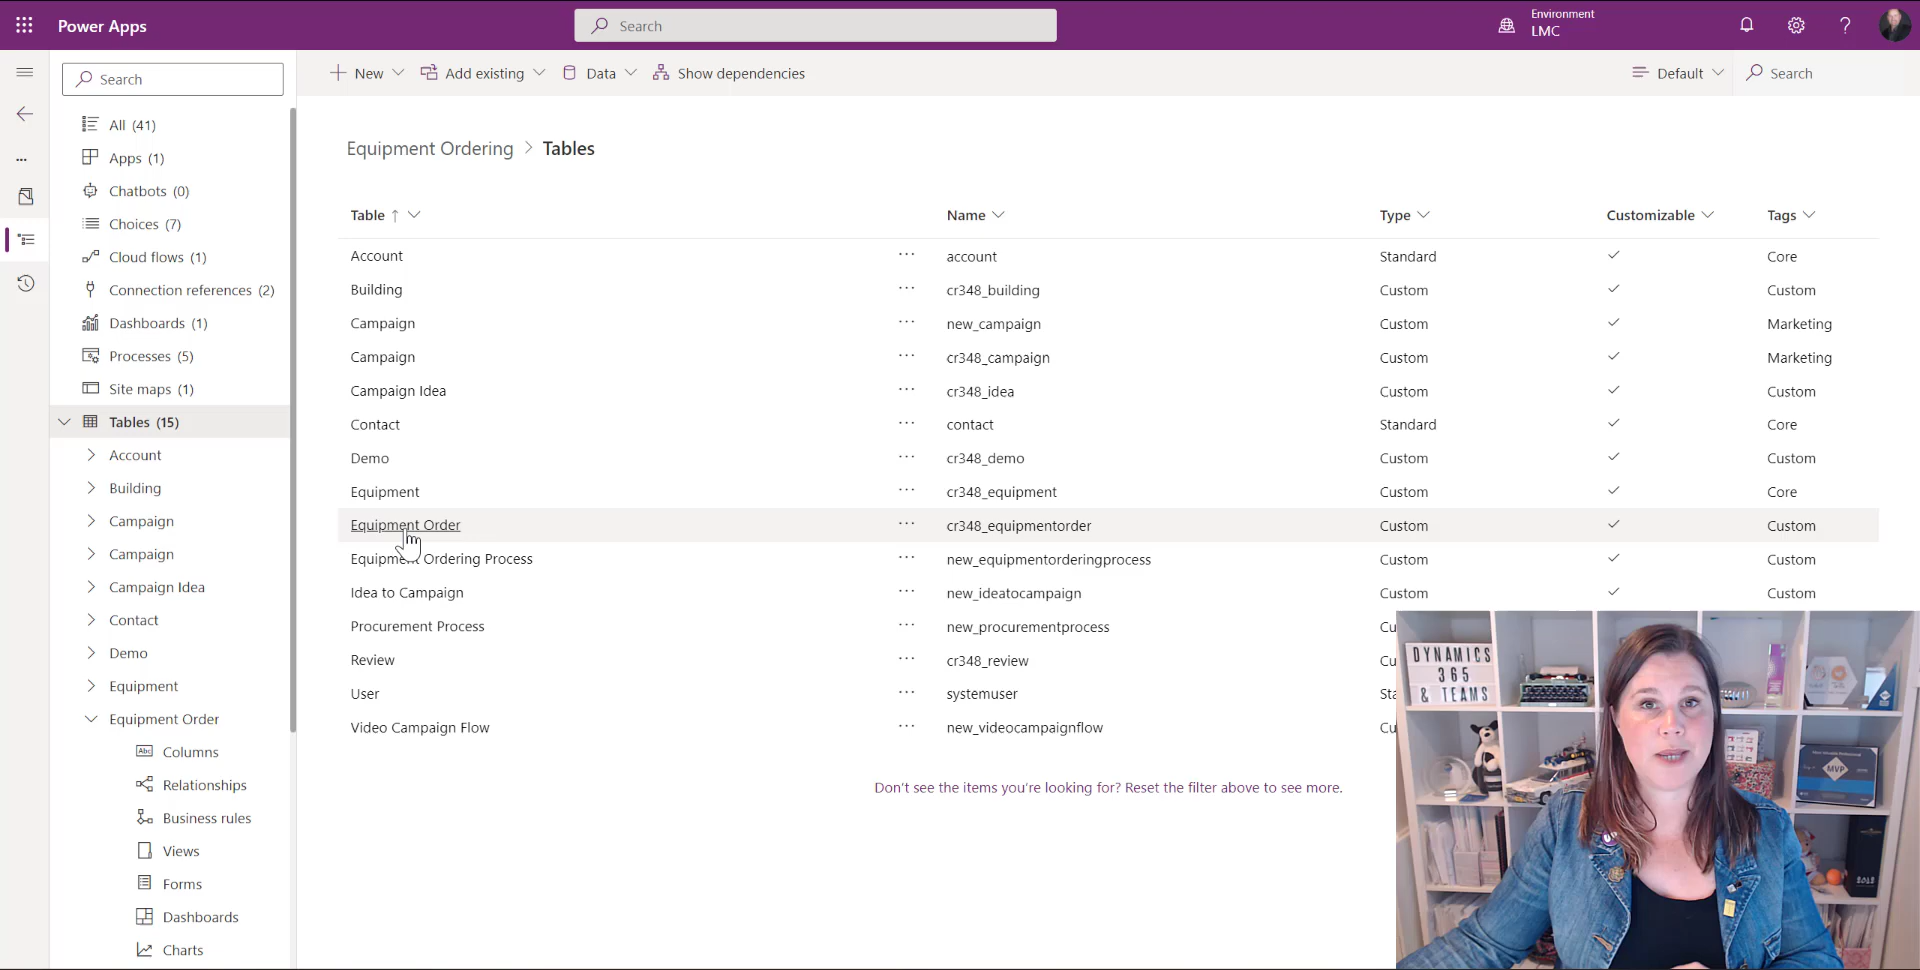 Power Apps
Search
Environment
LMC
Search
New
Add existing
Data
Show dependencies
Default
Search
All (41)
Apps (1)
Chatbots (0)
Choices (7)
Cloud flows (1)
Connection references (2)
Dashboards (1)
Processes (5)
Site maps (1)
Tables (15)
Account
Building
Campaign
Campaign
Campaign Idea
Contact
Demo
Equipment
Equipment Order
Columns
Relationships
Business rules
Views
Forms
Dashboards
Charts
Equipment Ordering > Tables
Table Name Type Customizable Tags
Account account Standard Core
Building cr348_building Custom Custom
Campaign new_campaign Custom Marketing
Campaign cr348_campaign Custom Marketing
Campaign Idea cr348_idea Custom Custom
Contact contact Standard Core
Demo cr348_demo Custom Custom
Equipment cr348_equipment Custom Core
Equipment Order cr348_equipmentorder Custom Custom
Equipment Ordering Process new_equipmentorderingprocess Custom Custom
Idea to Campaign new_ideatocampaign Custom Custom
Procurement Process new_procurementprocess Cu
Review cr348_review Cu
User systemuser Sta
Video Campaign Flow new_videocampaignflow Cu
Don't see the items you're looking for? Reset the filter above to see more.
DYNAMICS
365
& TEAMS
MVP